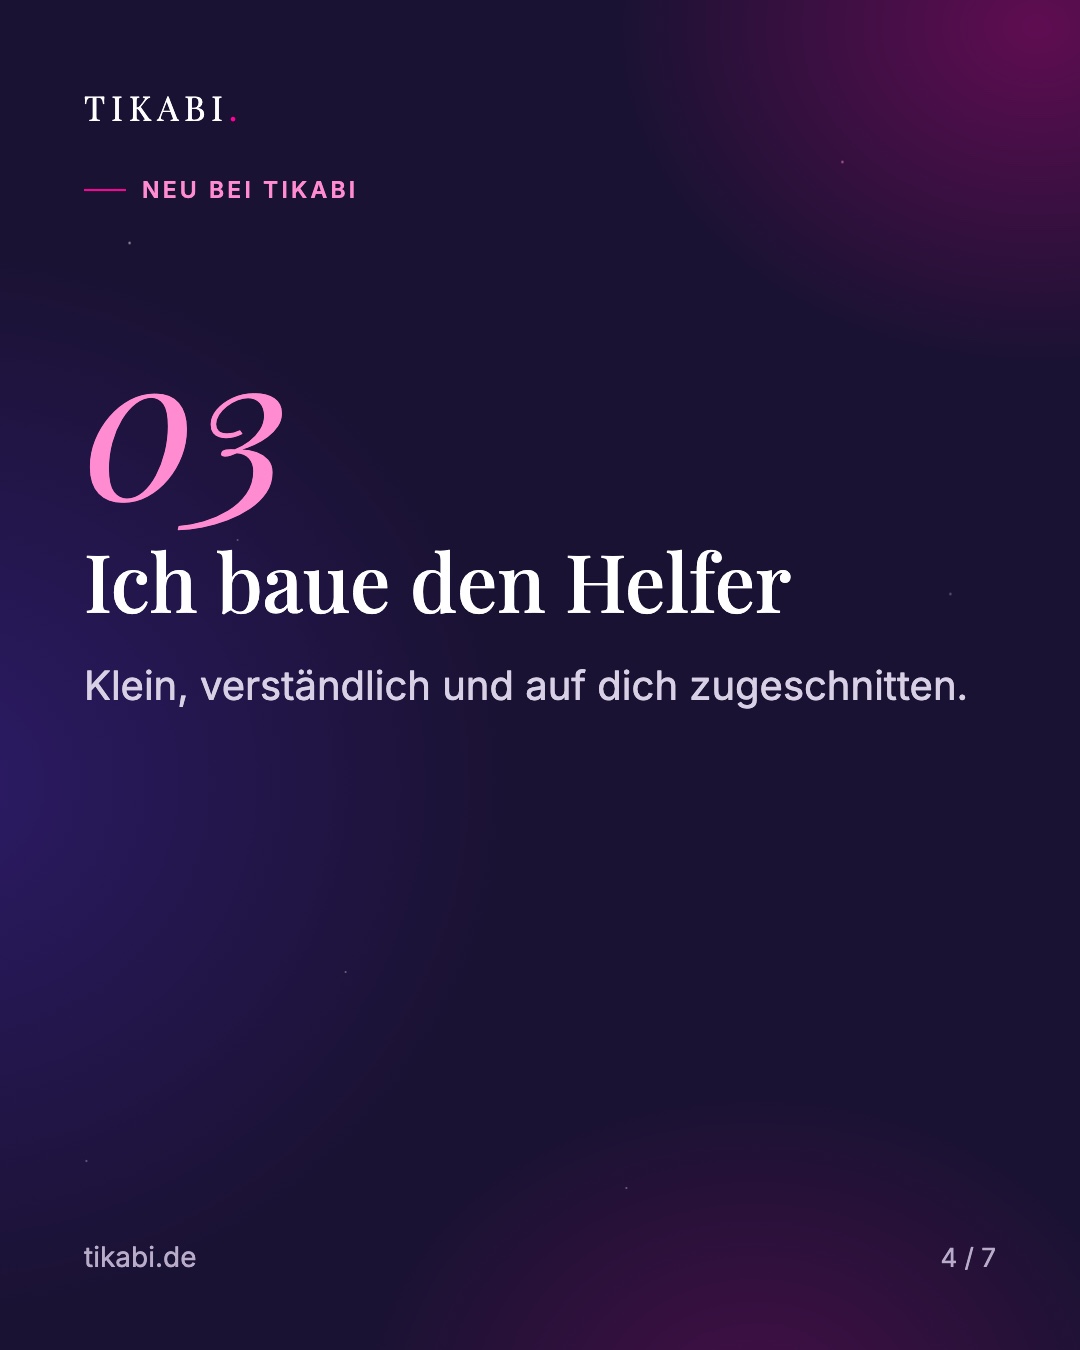 TIKABI.
NEU BEI TIKABI
03
Ich baue den Helfer
Klein, verständlich und auf dich zugeschnitten.
tikabi.de
4 / 7